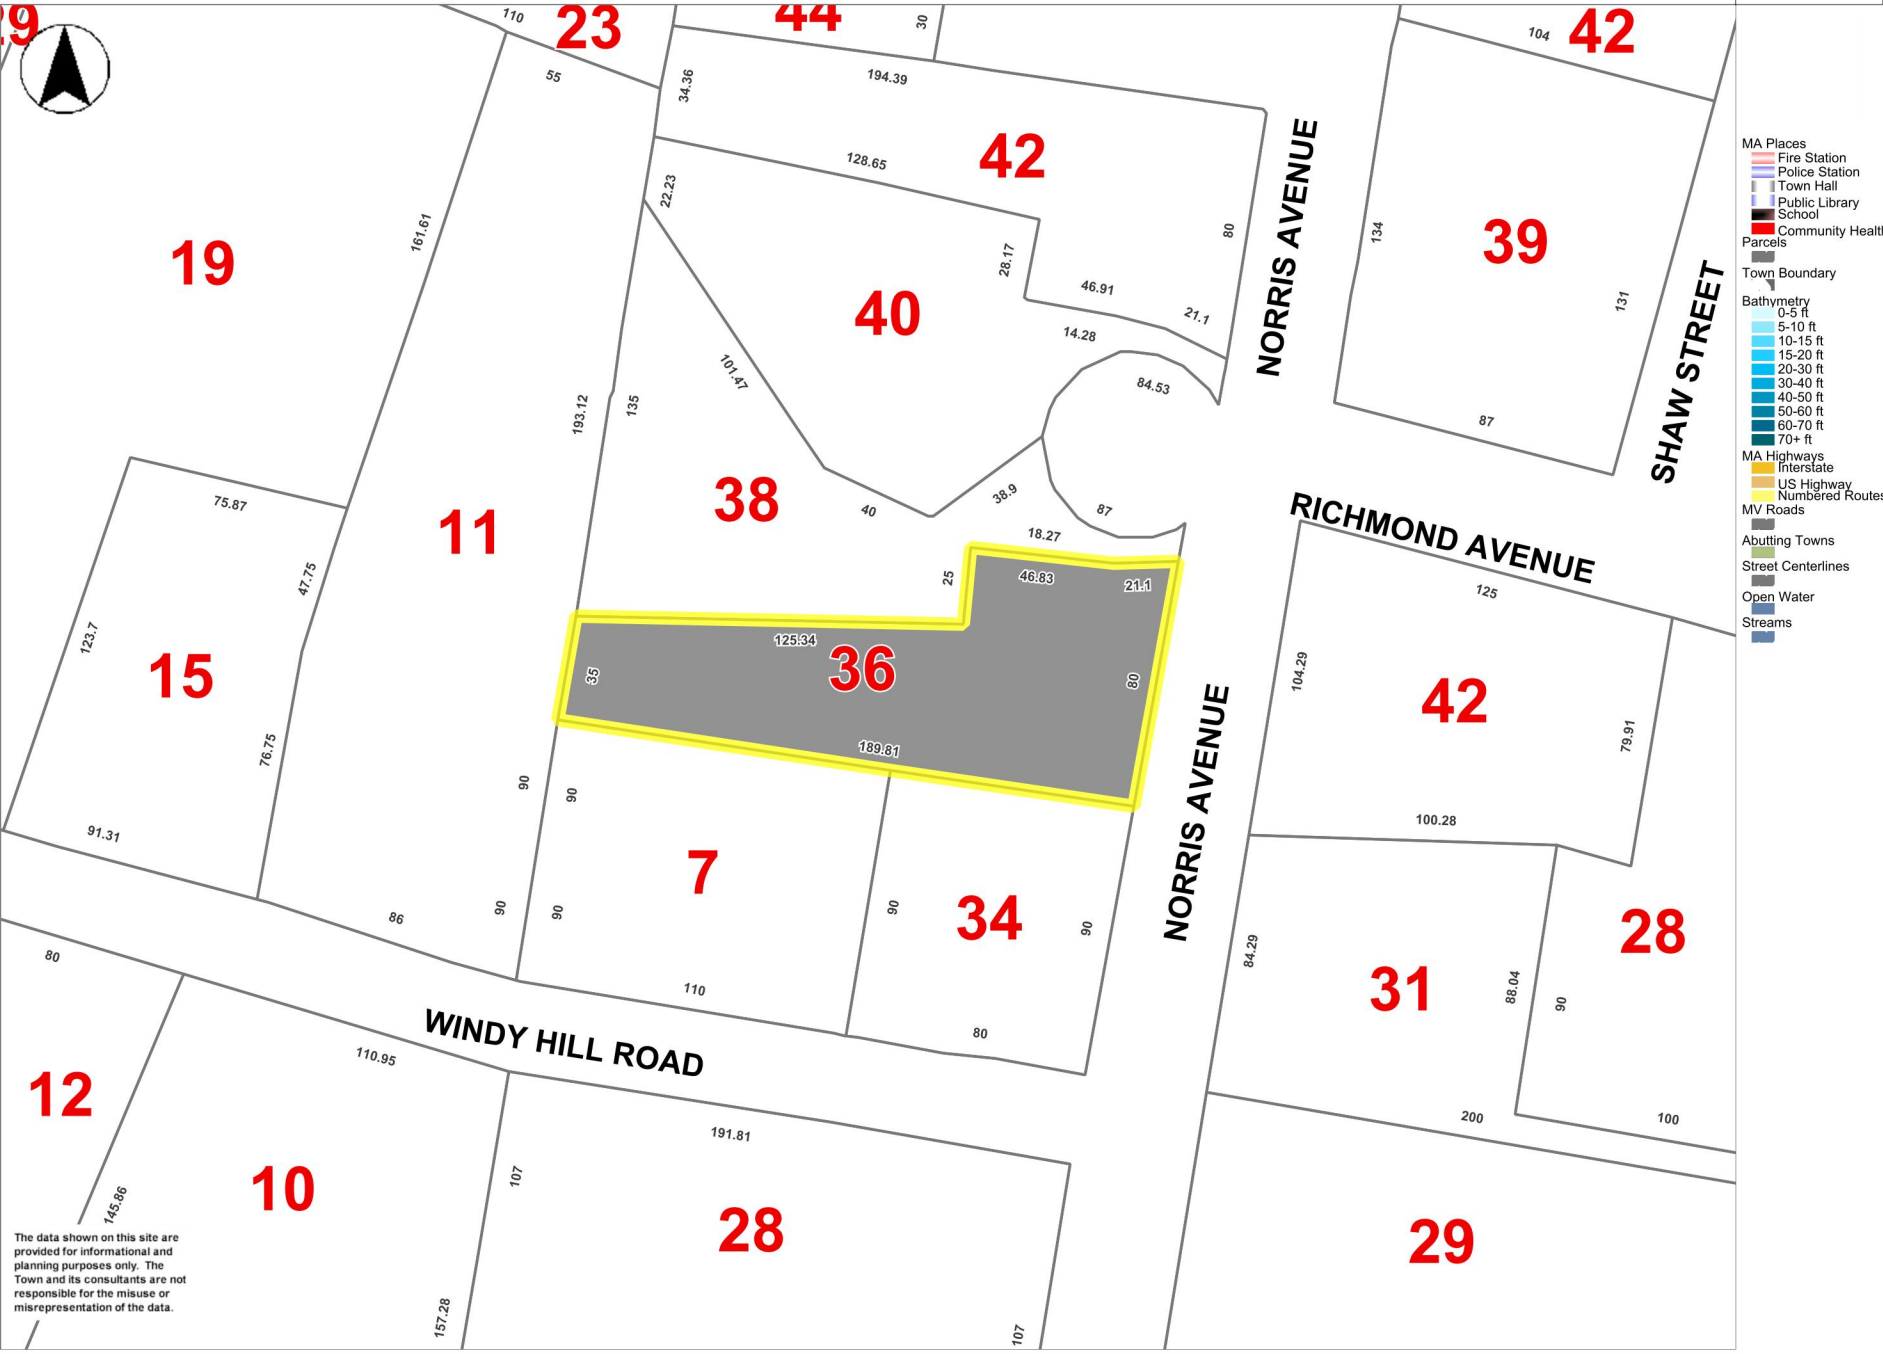 110
23
44
30
104
42
55
34.36
194.39
42
128.65
22.23
161.61
19
80
NORRIS AVENUE
134
39
131
SHAW STREET
28.17
46.91
21.1
14.28
40
101.47
84.53
193.12
135
87
75.87
11
38
40
38.9
87
18.27
RICHMOND AVENUE
125
47.75
25
46.83
21.1
123.7
15
76.75
125.34
36
35
80
189.81
104.29
42
79.91
100.28
NORRIS AVENUE
90
90
91.31
7
90
90
86
90
34
90
84.29
31
88.04
90
28
110
80
80
WINDY HILL ROAD
110.95
12
191.81
200
100
145.86
10
107
28
29
157.28
107
MA Places
Fire Station
Police Station
Town Hall
Public Library
School
Parcels
Town Boundary
Bathymetry
0-5 ft
5-10 ft
10-15 ft
15-20 ft
20-30 ft
30-40 ft
40-50 ft
50-60 ft
60-70 ft
70+ ft
MA Highways
Interstate
US Highway
Numbered Routes
MV Roads
Abutting Towns
Street Centerlines
Open Water
Streams
The data shown on this site are
provided for informational and
planning purposes only. The
Town and its consultants are not
responsible for the misuse or
misrepresentation of the data.